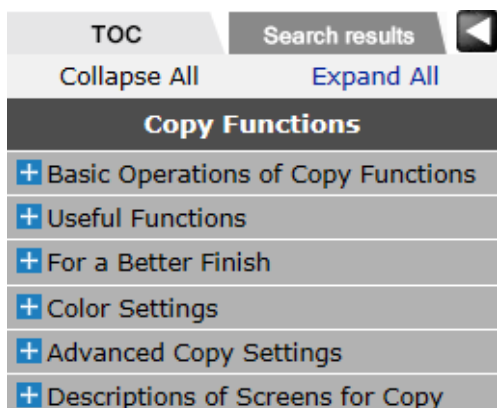 TOC Search results
Collapse All Expand All
Copy Functions
Basic Operations of Copy Functions
Useful Functions
For a Better Finish
Color Settings
Advanced Copy Settings
Descriptions of Screens for Copy